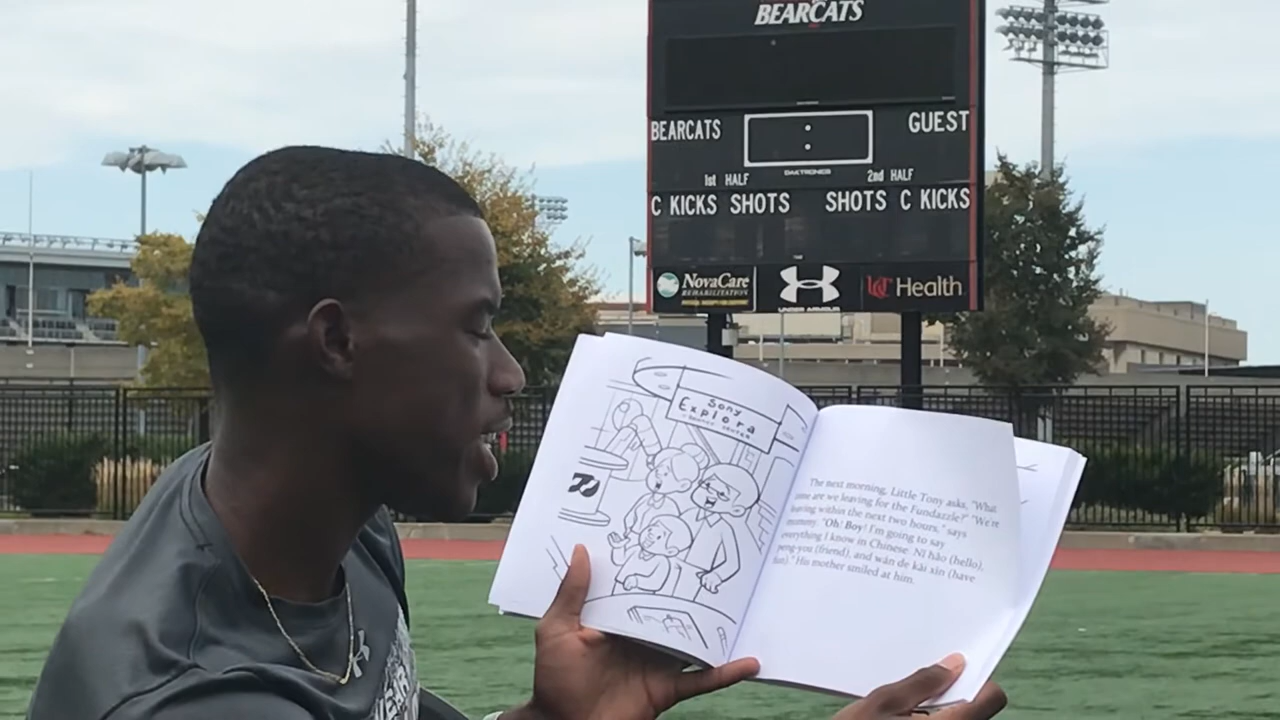 BEARCATS
BEARCATS GUEST
DAKTRONICS
1st HALF 2nd HALF
C KICKS SHOTS SHOTS C KICKS
NovaCare
REHABILITATION
UNDER ARMOUR
UC Health
Sony
Explora
The next morning, Little Tony asks, "What
time are we leaving for the Fundazzle?" "We're
leaving within the next two hours," says
mommy. "Oh! Boy! I'm going to say
everything I know in Chinese. Nǐ hǎo (hello),
peng-you (friend), and wán de kāi xīn (have
fun)." His mother smiled at him.